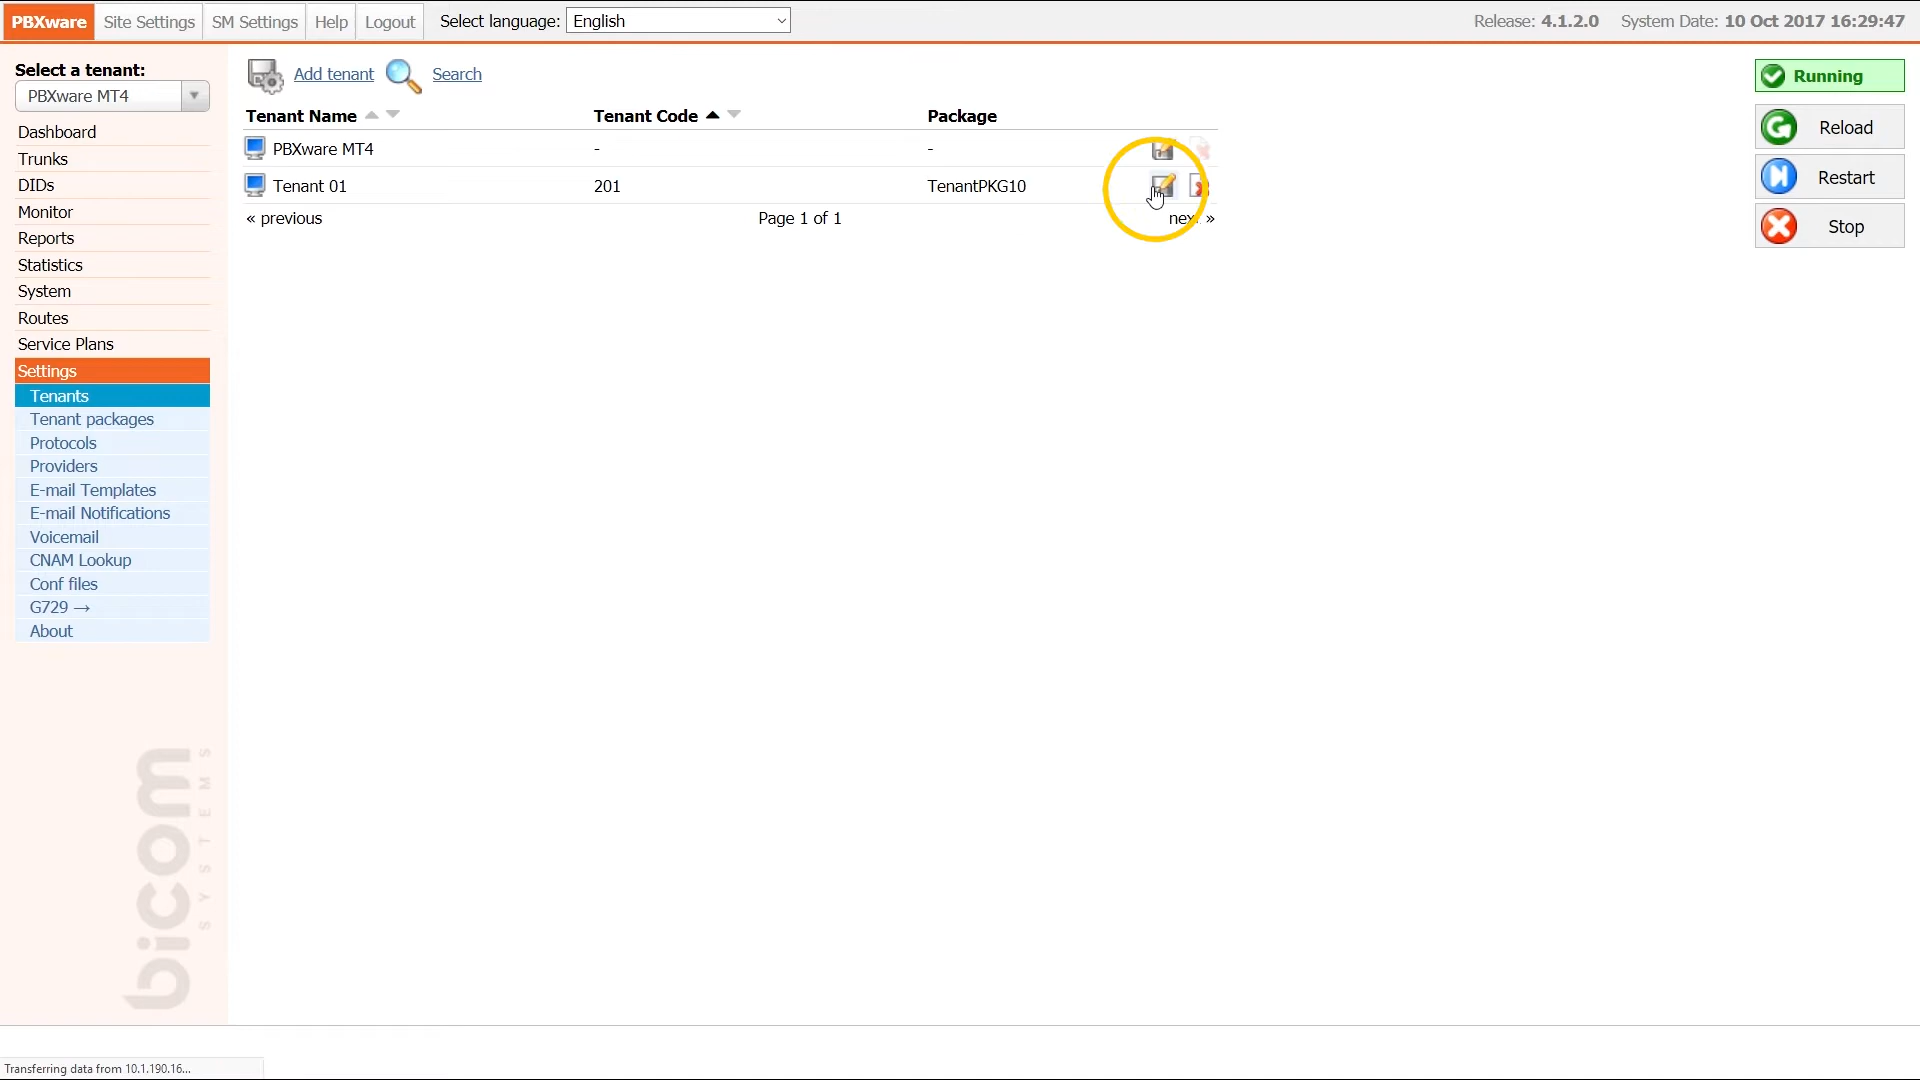 PBXware Site Settings SM Settings Help Logout Select language: English Release: 4.1.2.0 System Date: 10 Oct 2017 16:29:47
Select a tenant:
PBXware MT4
Dashboard
Trunks
DIDs
Monitor
Reports
Statistics
System
Routes
Service Plans
Settings
Tenants
Tenant packages
Protocols
Providers
E-mail Templates
E-mail Notifications
Voicemail
CNAM Lookup
Conf files
G729 →
About
bicom
SYSTEMS
Add tenant Search
Tenant Name Tenant Code Package
PBXware MT4 - -
Tenant 01 201 TenantPKG10
« previous Page 1 of 1 next »
Running
Reload
Restart
Stop
Transferring data from 10.1.190.16...